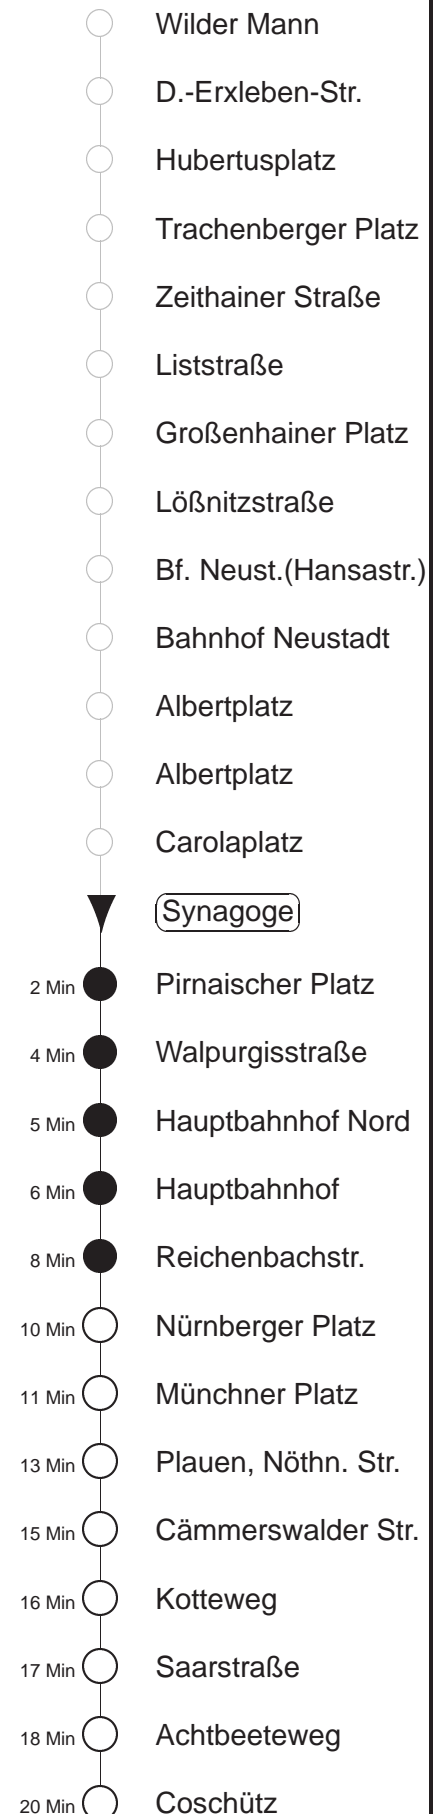 Wilder Mann
D.-Erxleben-Str.
Hubertusplatz
Trachenberger Platz
Zeithainer Straße
Liststraße
Großenhainer Platz
Lößnitzstraße
Bf. Neust.(Hansastr.)
Bahnhof Neustadt
Albertplatz
Albertplatz
Carolaplatz
Synagoge
2 Min Pirnaischer Platz
4 Min Walpurgisstraße
5 Min Hauptbahnhof Nord
6 Min Hauptbahnhof
8 Min Reichenbachstr.
10 Min Nürnberger Platz
11 Min Münchner Platz
13 Min Plauen, Nöthn. Str.
15 Min Cämmerswalder Str.
16 Min Kotteweg
17 Min Saarstraße
18 Min Achtbeeteweg
20 Min Coschütz